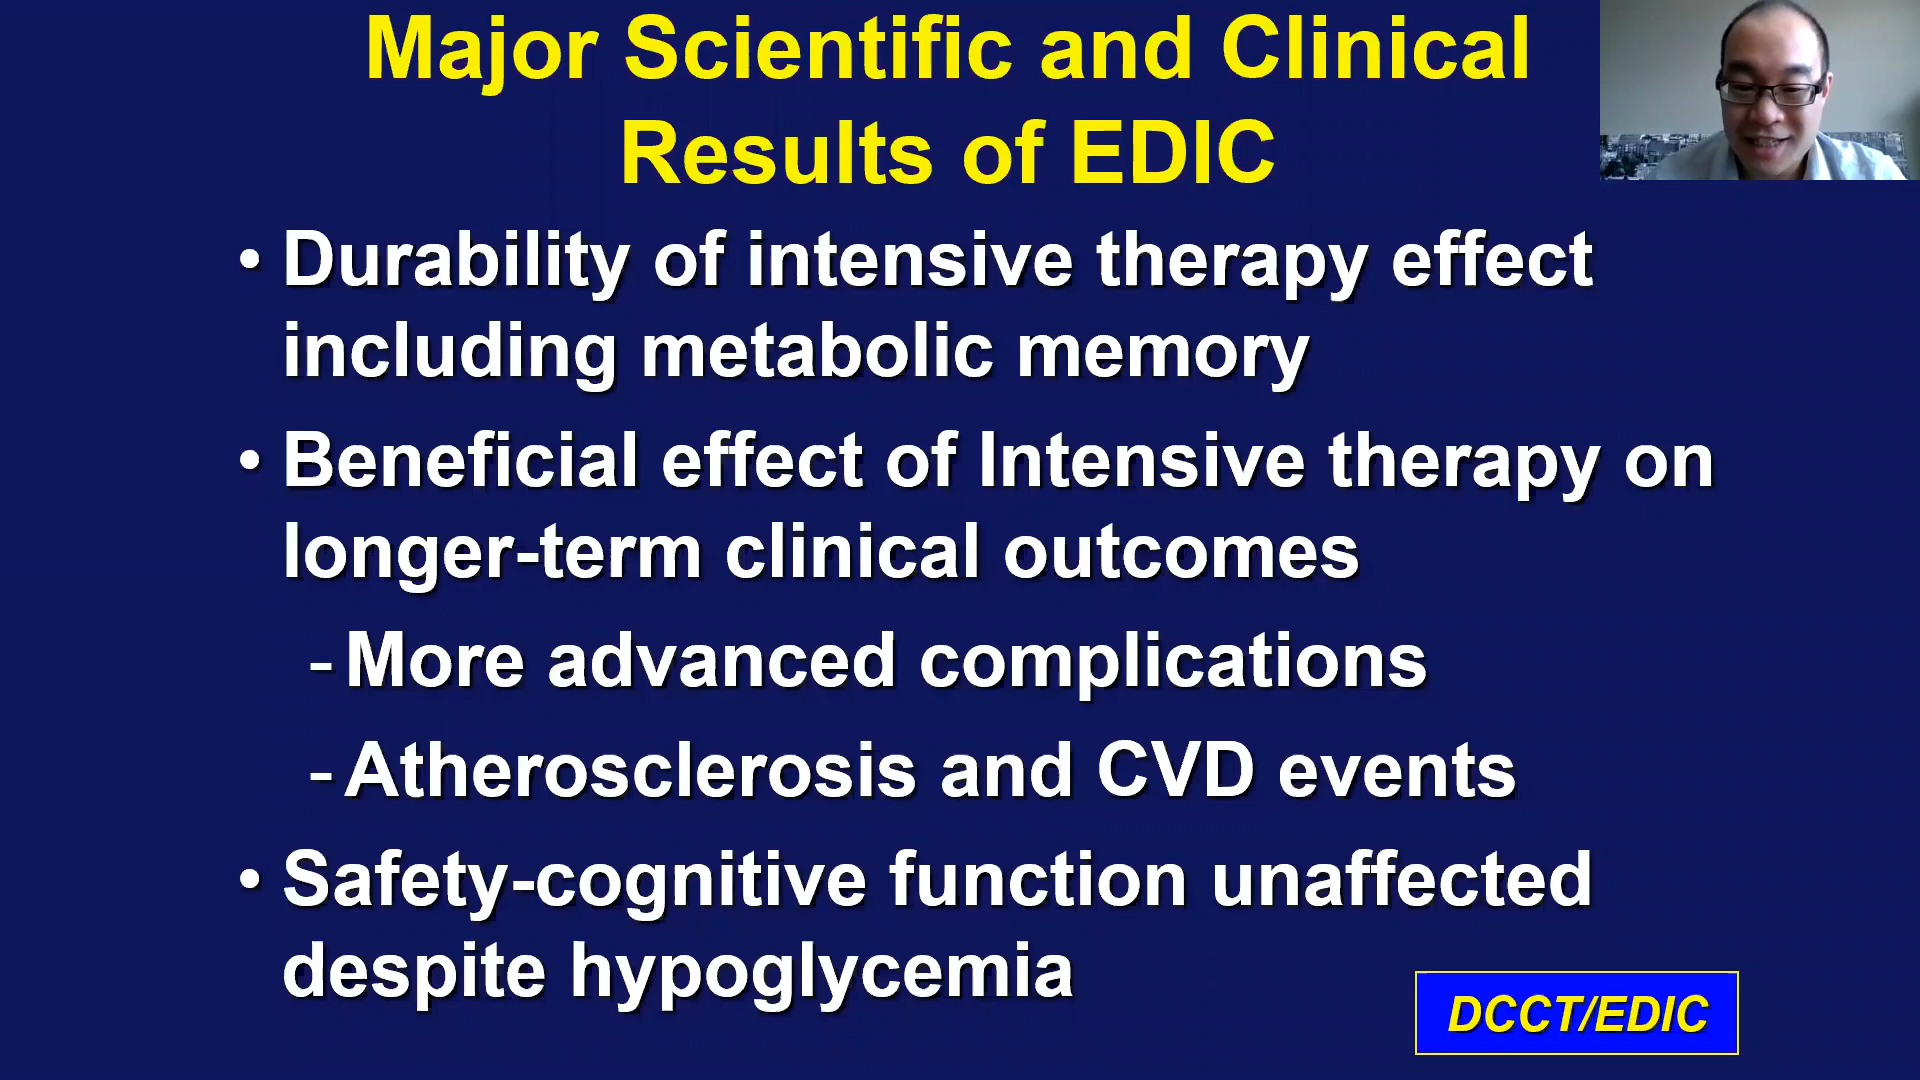 Major Scientific and Clinical
Results of EDIC
• Durability of intensive therapy effect
including metabolic memory
• Beneficial effect of Intensive therapy on
longer-term clinical outcomes
- More advanced complications
- Atherosclerosis and CVD events
• Safety-cognitive function unaffected
despite hypoglycemia
DCCT/EDIC